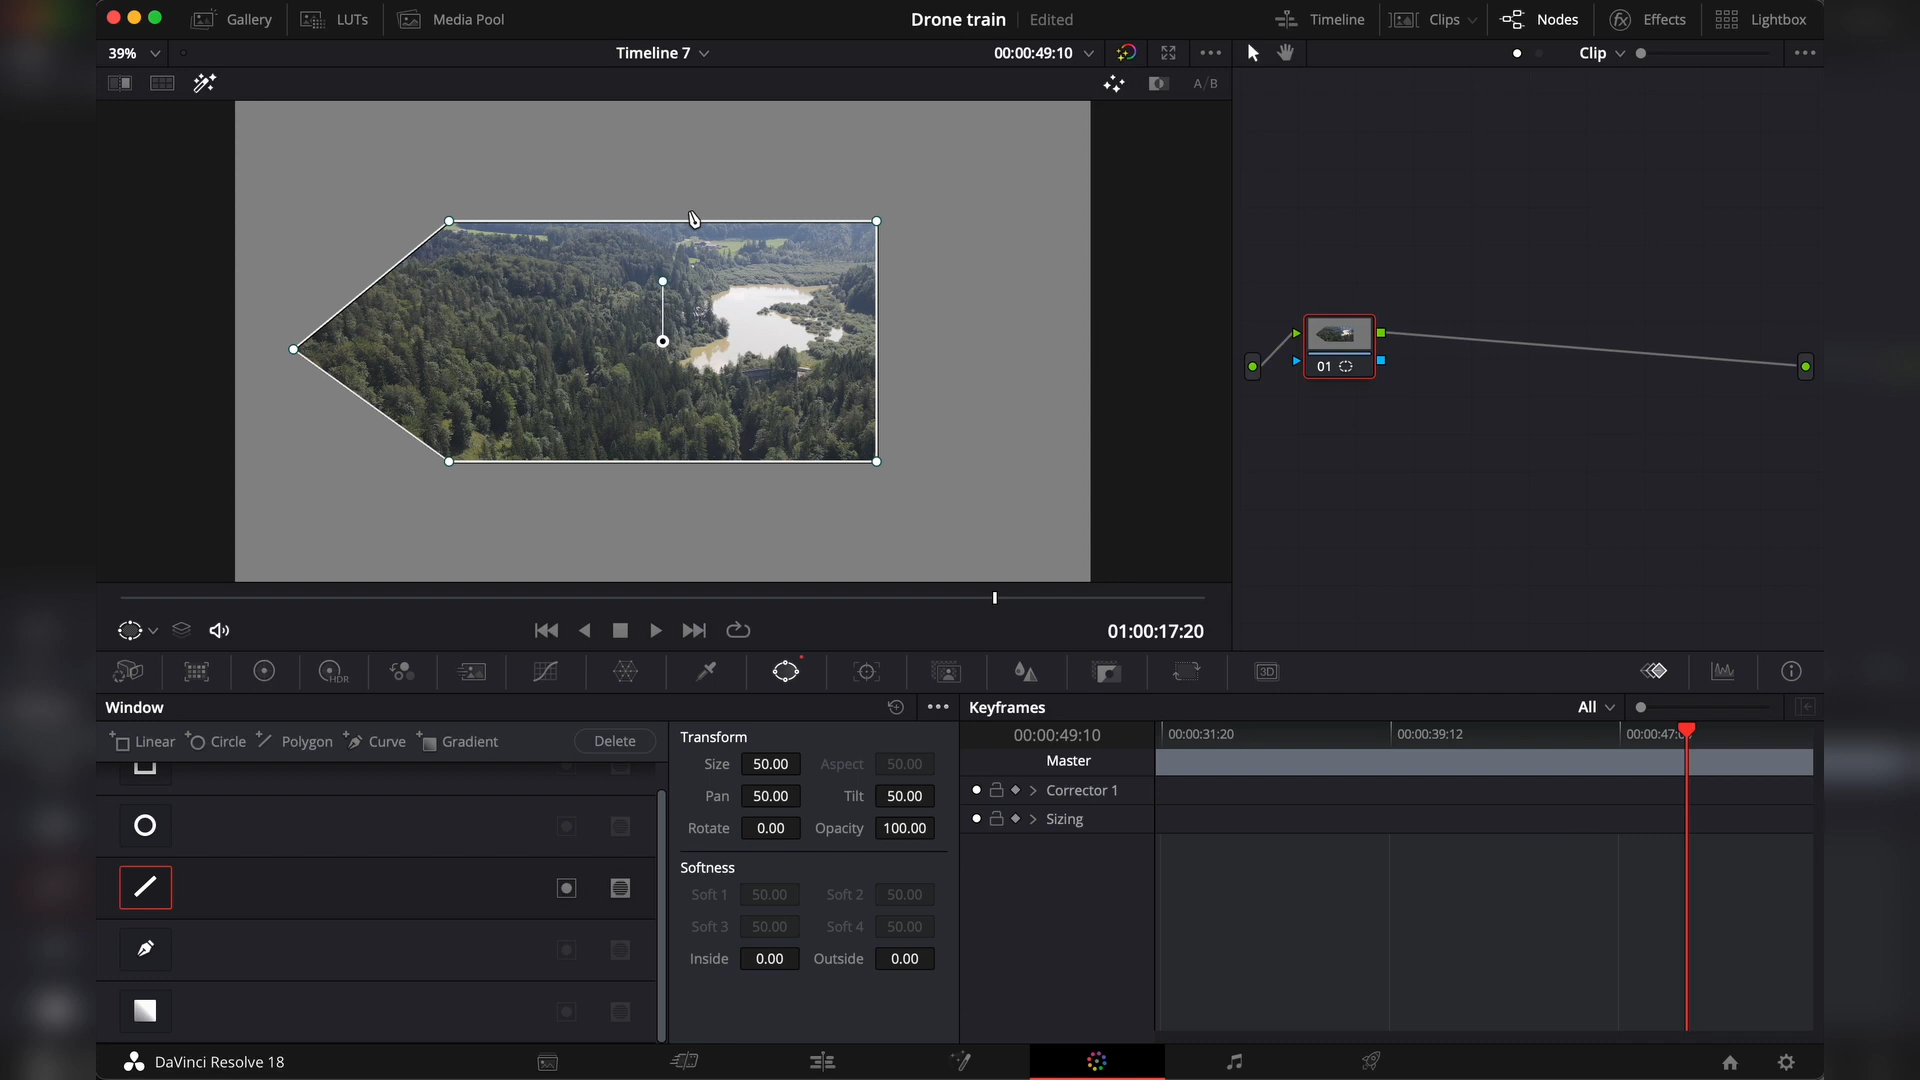 Gallery LUTs Media Pool Drone train Edited Timeline Clips Nodes Effects Lightbox
39% Timeline 7 00:00:49:10 Clip
A/B
01
01:00:17:20
HDR 3D
Window Keyframes All
Linear Circle Polygon Curve Gradient Delete
Transform
Size 50.00 Aspect 50.00
Pan 50.00 Tilt 50.00
Rotate 0.00 Opacity 100.00
Softness
Soft 1 50.00 Soft 2 50.00
Soft 3 50.00 Soft 4 50.00
Inside 0.00 Outside 0.00
00:00:49:10 00:00:31:20 00:00:39:12 00:00:47:
Master
Corrector 1
Sizing
DaVinci Resolve 18